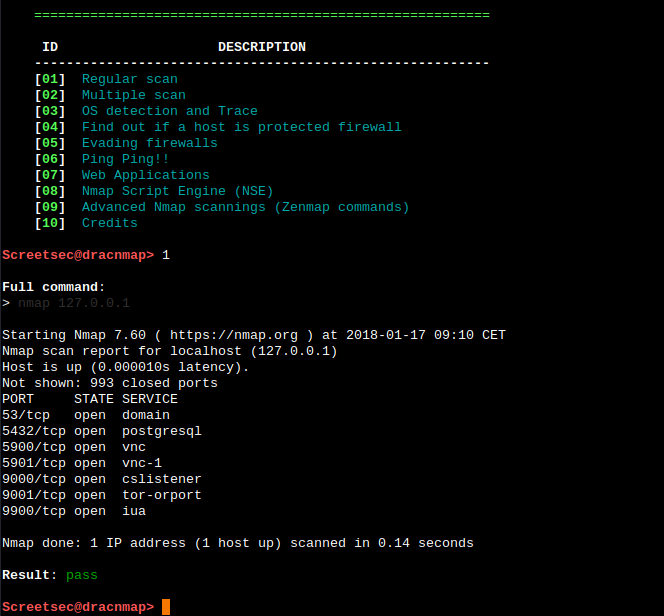 =========================================================
ID DESCRIPTION
---------------------------------------------------------
[01] Regular scan
[02] Multiple scan
[03] OS detection and Trace
[04] Find out if a host is protected firewall
[05] Evading firewalls
[06] Ping Ping!!
[07] Web Applications
[08] Nmap Script Engine (NSE)
[09] Advanced Nmap scannings (Zenmap commands)
[10] Credits
Screetsec@dracnmap> 1
Full command:
> nmap 127.0.0.1
Starting Nmap 7.60 ( https://nmap.org ) at 2018-01-17 09:10 CET
Nmap scan report for localhost (127.0.0.1)
Host is up (0.000010s latency).
Not shown: 993 closed ports
PORT     STATE SERVICE
53/tcp   open  domain
5432/tcp open  postgresql
5900/tcp open  vnc
5901/tcp open  vnc-1
9000/tcp open  cslistener
9001/tcp open  tor-orport
9900/tcp open  iua
Nmap done: 1 IP address (1 host up) scanned in 0.14 seconds
Result: pass
Screetsec@dracnmap>